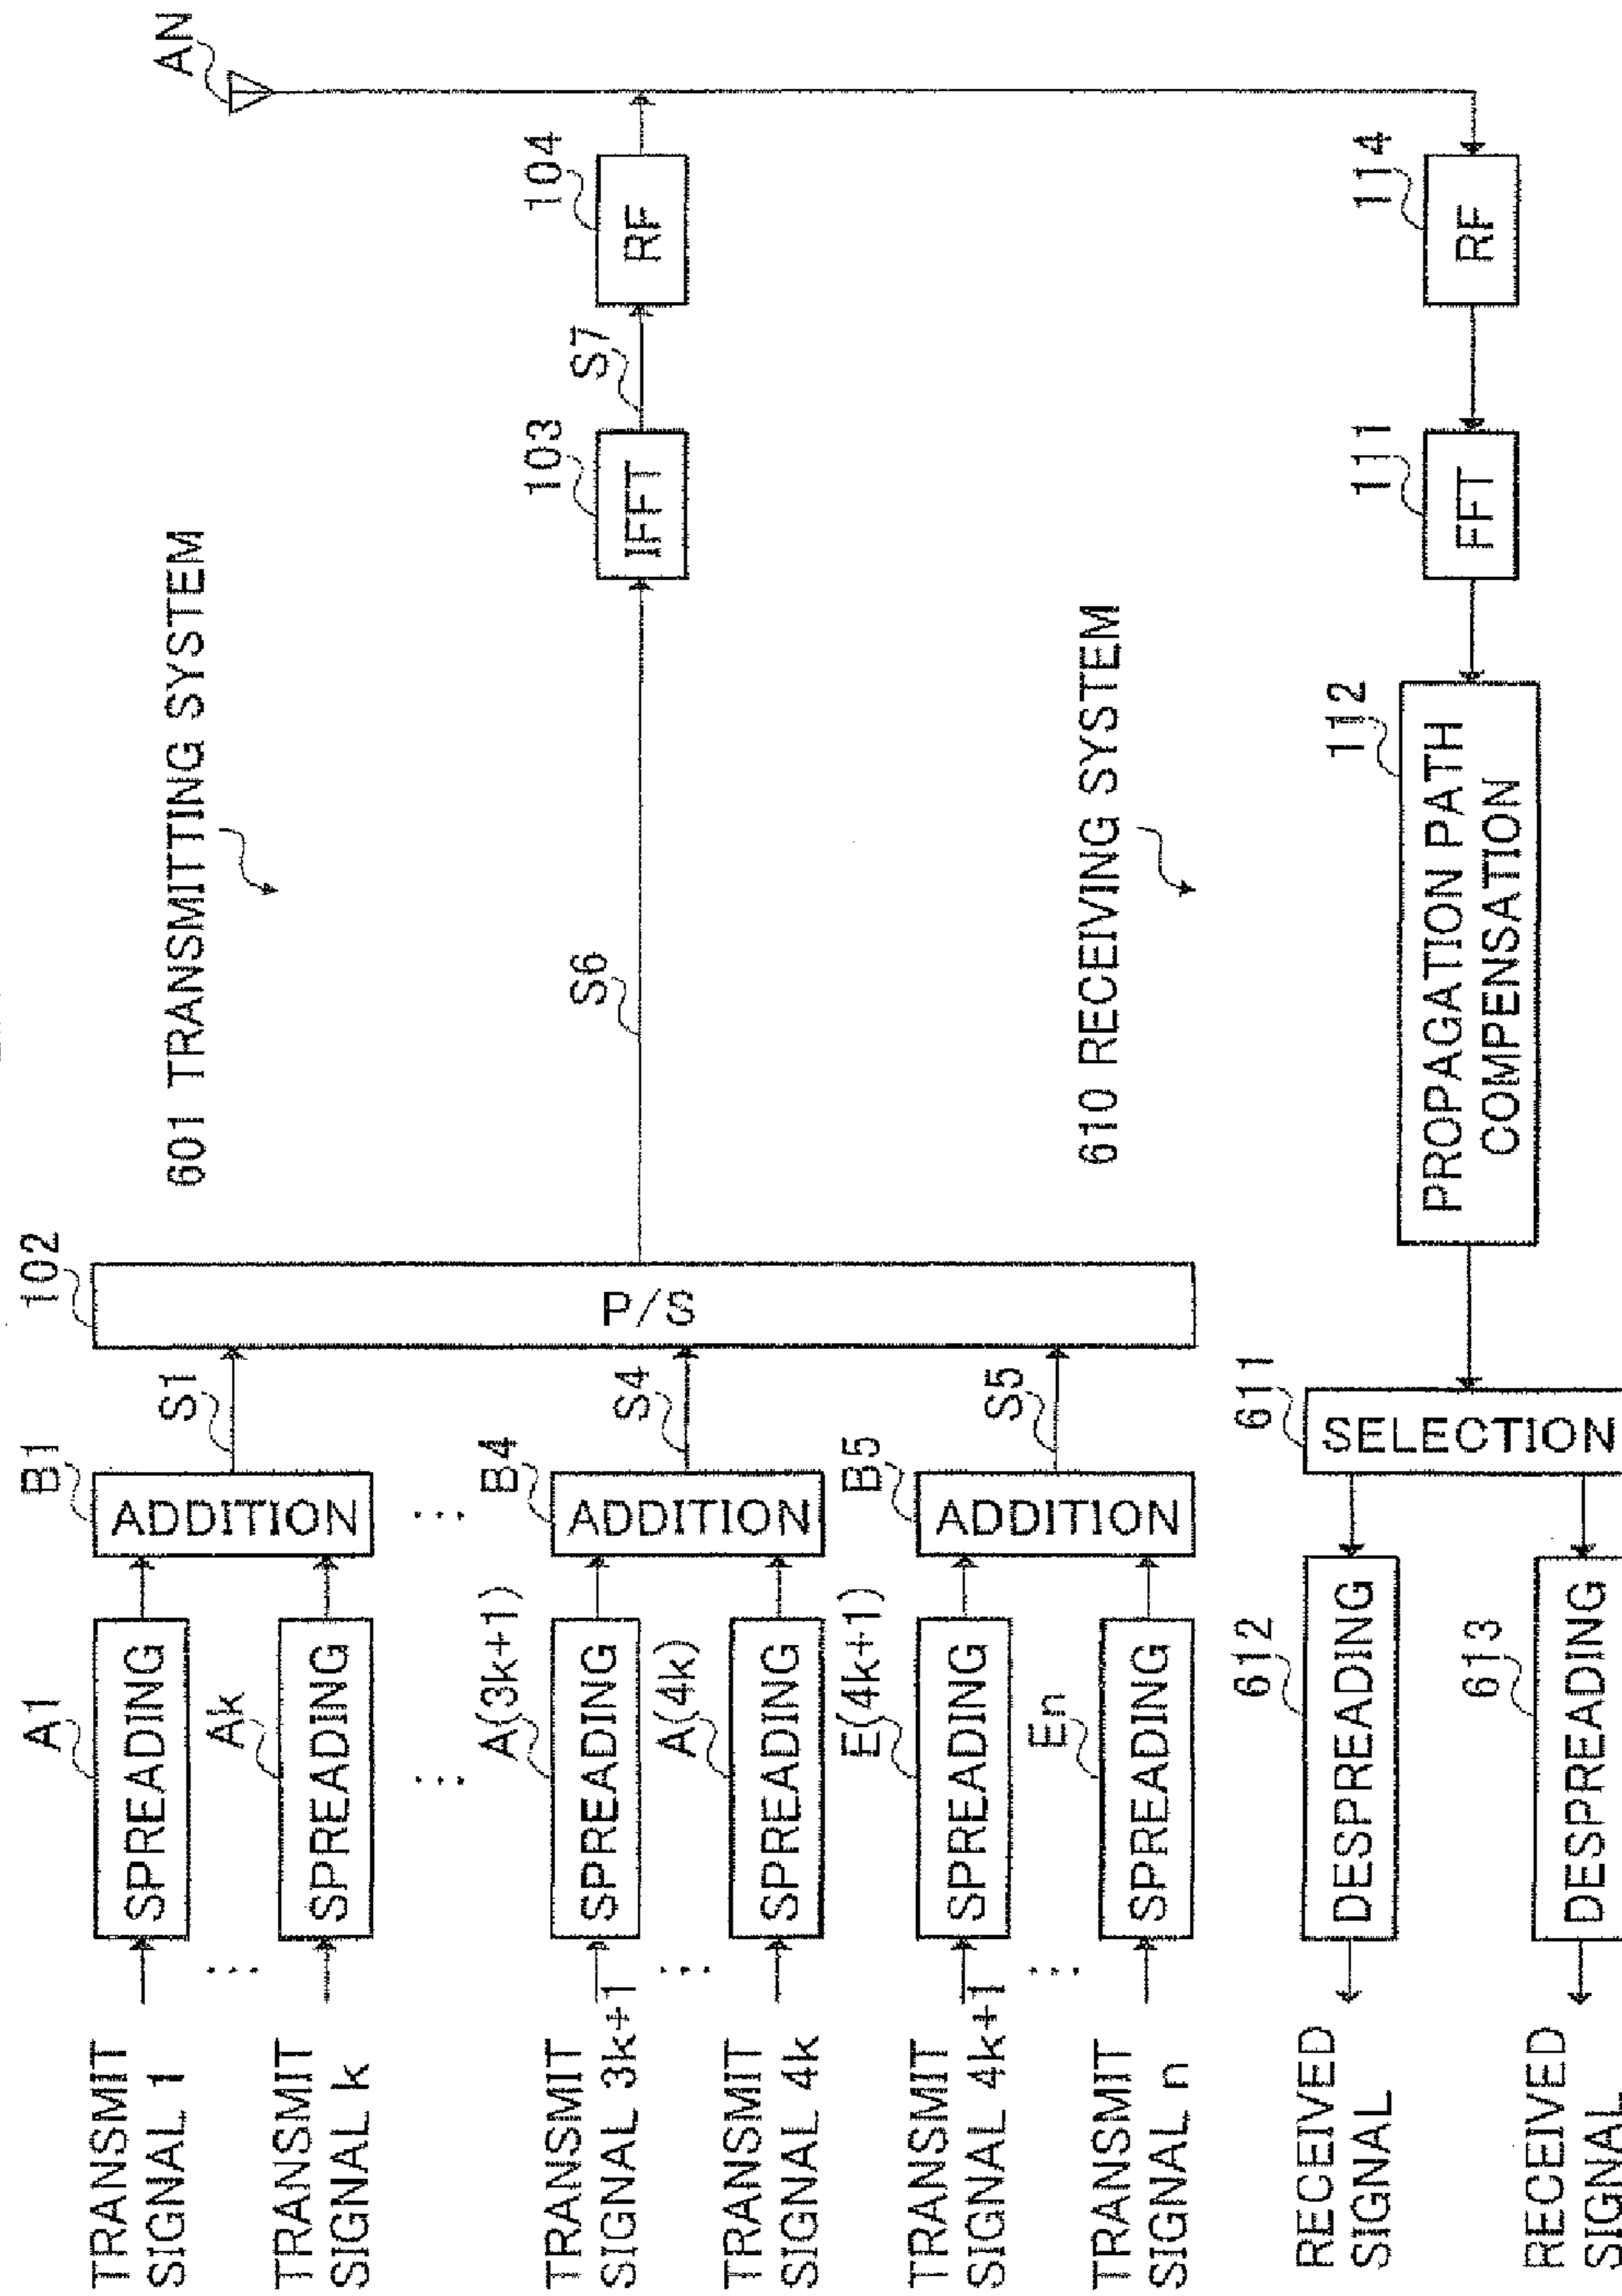 TRANSMIT
SIGNAL 1
A1
SPREADING
TRANSMIT
SIGNAL k
Ak
SPREADING
B1
ADDITION
S1
...
...
...
TRANSMIT
SIGNAL 3k+1
A(3k+1)
SPREADING
...
TRANSMIT
SIGNAL 4k
A(4k)
SPREADING
B4
ADDITION
S4
TRANSMIT
SIGNAL 4k+1
E(4k+1)
SPREADING
...
TRANSMIT
SIGNAL n
En
SPREADING
B5
ADDITION
S5
102
P/S
601 TRANSMITTING SYSTEM
S6
103
IFFT
S7
104
RF
AN
610 RECEIVING SYSTEM
114
RF
111
FFT
112
PROPAGATION PATH
COMPENSATION
611
SELECTION
612
DESPREADING
RECEIVED
SIGNAL
613
DESPREADING
RECEIVED
SIGNAL